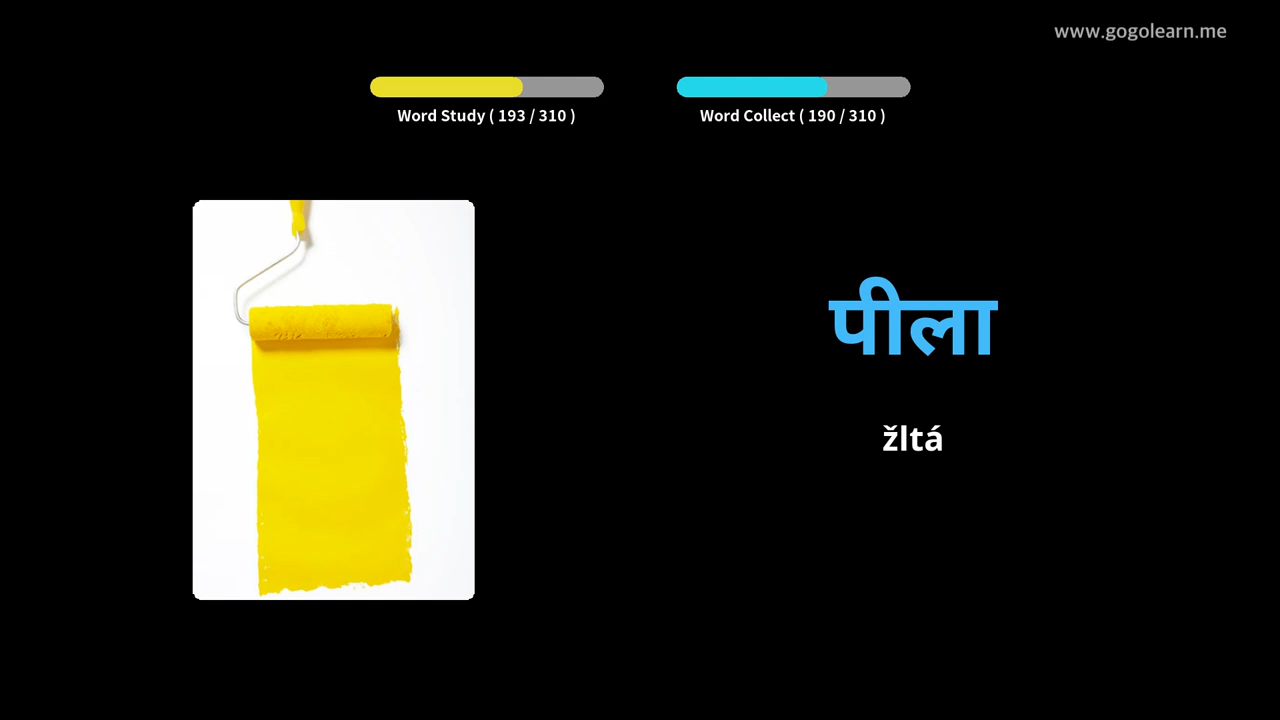 www.gogolearn.me
Word Study ( 193 / 310 )
Word Collect ( 190 / 310 )
पीला
žltá